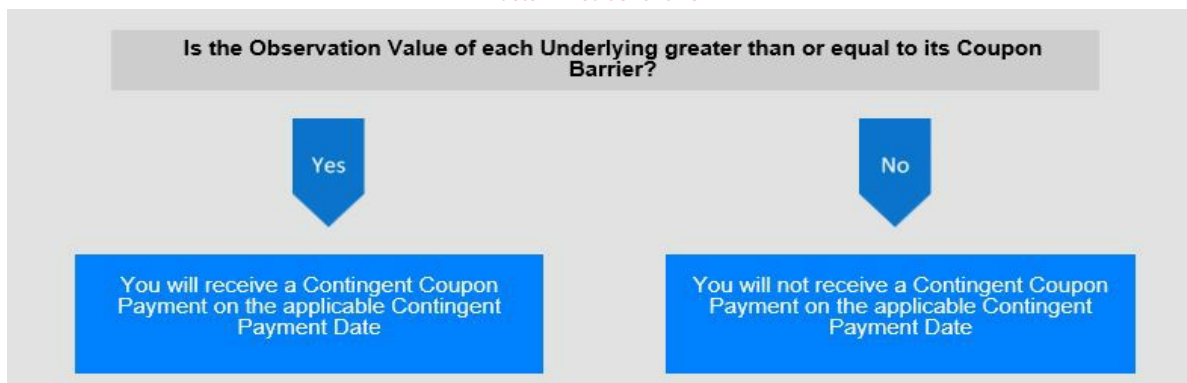 Is the Observation Value of each Underlying greater than or equal to its Coupon
Barrier?
Yes
No
You will receive a Contingent Coupon
Payment on the applicable Contingent
Payment Date
You will not receive a Contingent Coupon
Payment on the applicable Contingent
Payment Date